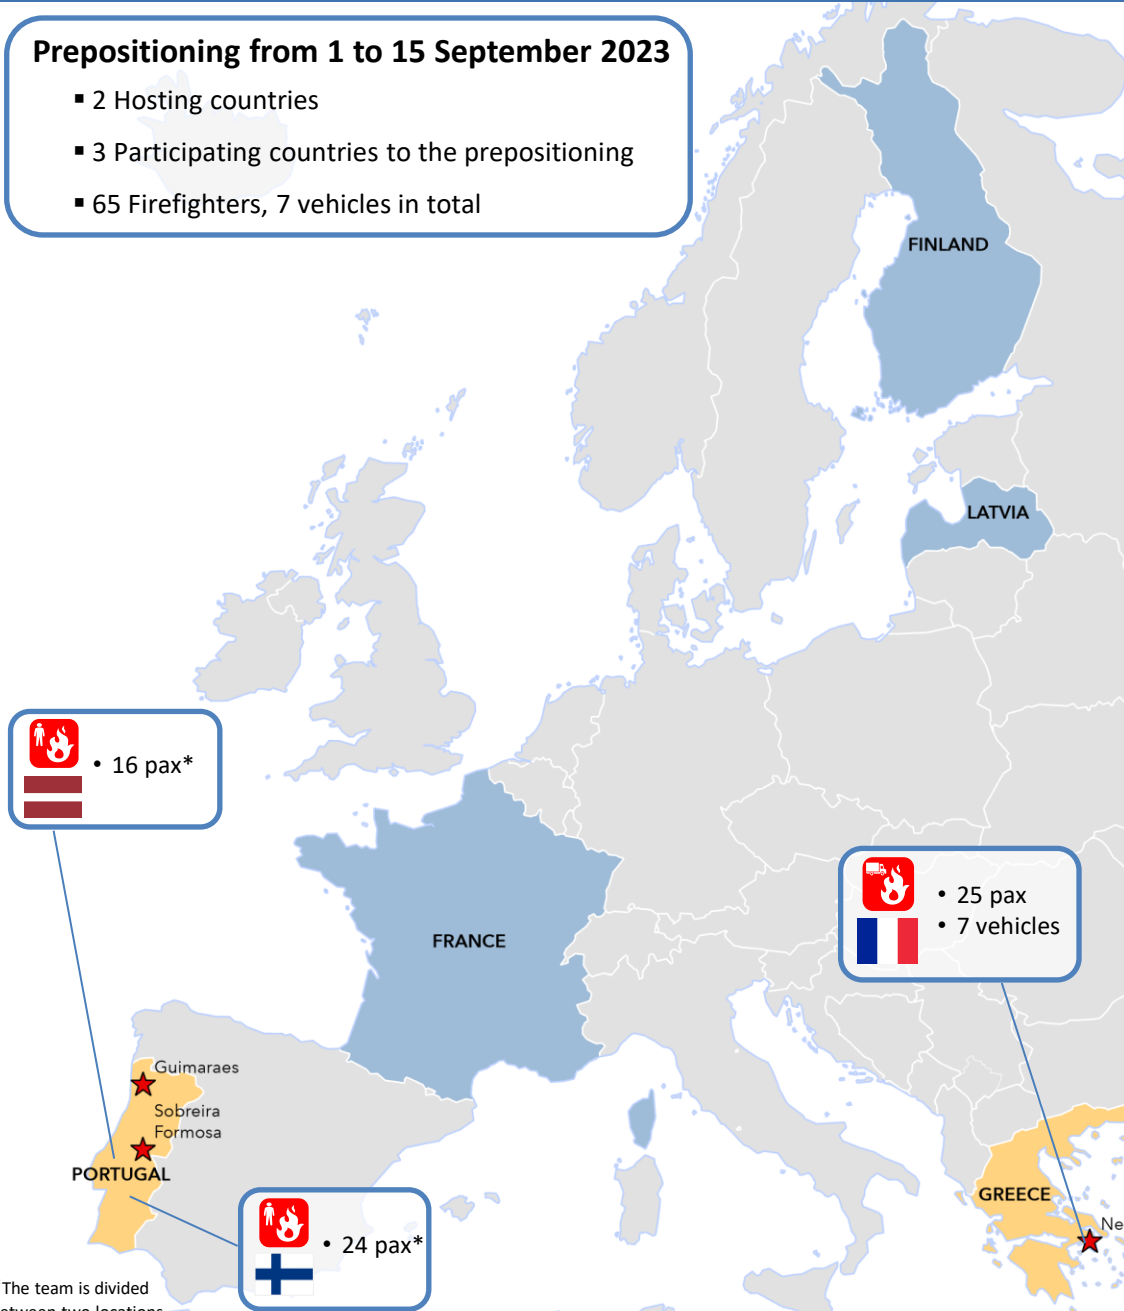 Prepositioning from 1 to 15 September 2023
▪ 2 Hosting countries
▪ 3 Participating countries to the prepositioning
▪ 65 Firefighters, 7 vehicles in total
FINLAND
LATVIA
• 16 pax*
• 25 pax
• 7 vehicles
FRANCE
Guimaraes
Sobreira
Formosa
PORTUGAL
GREECE
• 24 pax*
The team is divided
two locations